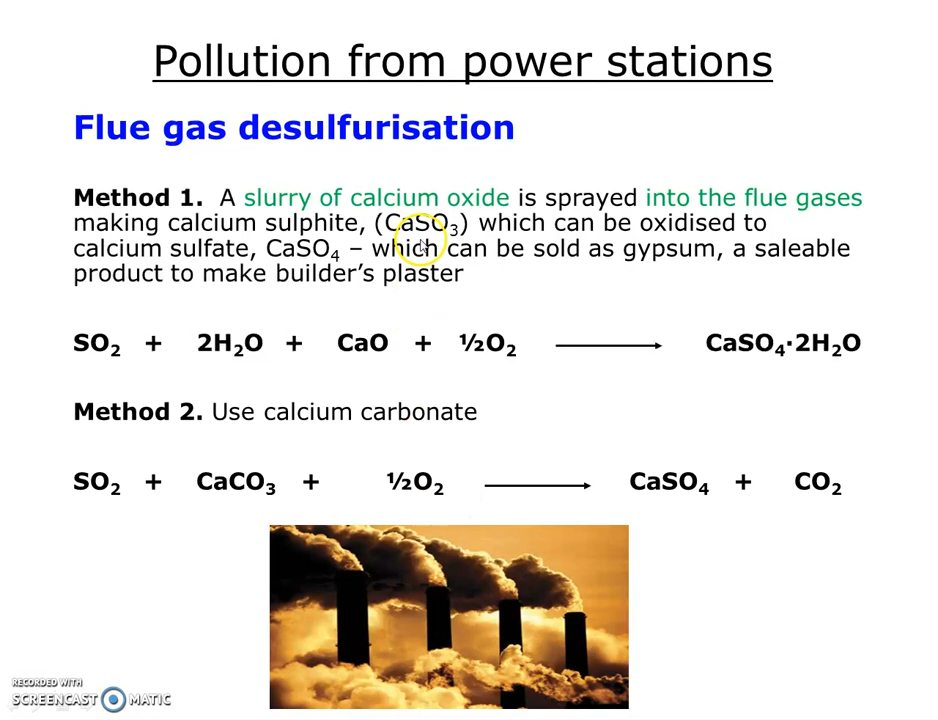 Pollution from power stations
Flue gas desulfurisation
Method 1. A slurry of calcium oxide is sprayed into the flue gases
making calcium sulphite, (CaSO₃) which can be oxidised to
calcium sulfate, CaSO₄ – which can be sold as gypsum, a saleable
product to make builder’s plaster
SO₂ + 2H₂O + CaO + ½O₂ ⟶ CaSO₄·2H₂O
Method 2. Use calcium carbonate
SO₂ + CaCO₃ + ½O₂ ⟶ CaSO₄ + CO₂
RECORDED WITH
SCREENCAST MATIC